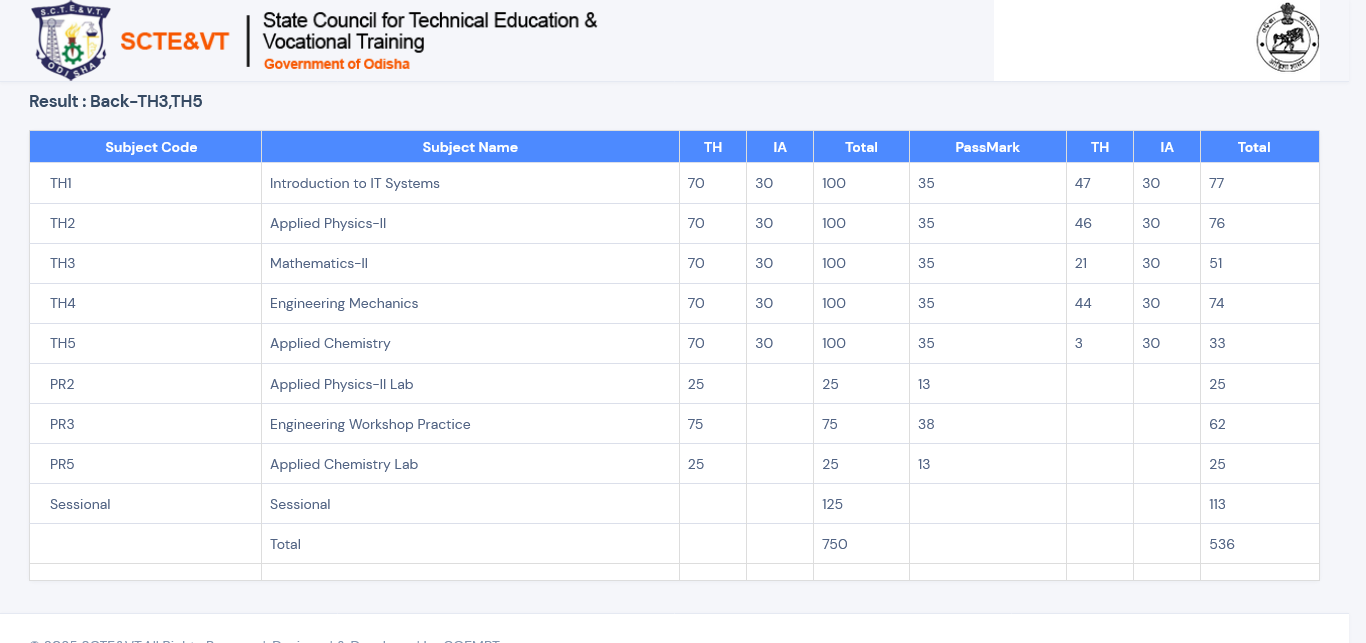 S.C.T.E.&V.T.
ODISHA
SCTE&VT
State Council for Technical Education &
Vocational Training
Government of Odisha
Result : Back-TH3,TH5
Subject Code Subject Name TH IA Total PassMark TH IA Total
TH1 Introduction to IT Systems 70 30 100 35 47 30 77
TH2 Applied Physics-II 70 30 100 35 46 30 76
TH3 Mathematics-II 70 30 100 35 21 30 51
TH4 Engineering Mechanics 70 30 100 35 44 30 74
TH5 Applied Chemistry 70 30 100 35 3 30 33
PR2 Applied Physics-II Lab 25 25 13 25
PR3 Engineering Workshop Practice 75 75 38 62
PR5 Applied Chemistry Lab 25 25 13 25
Sessional Sessional 125 113
Total 750 536